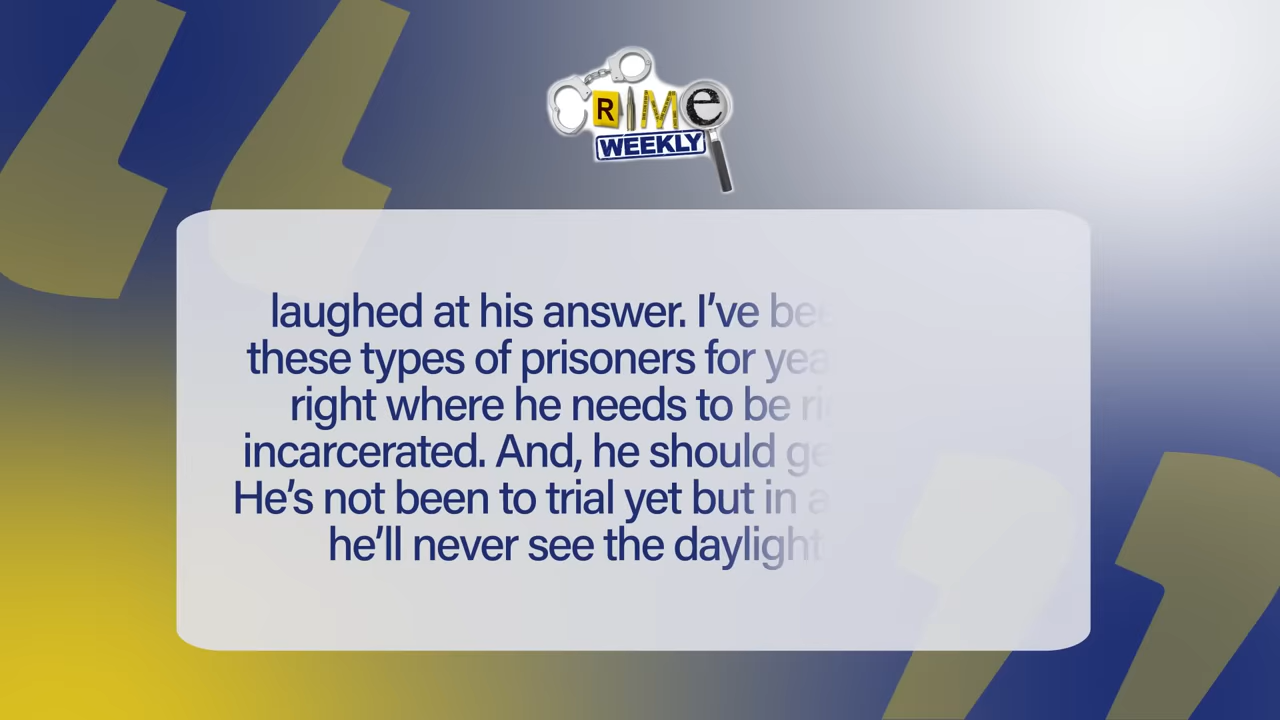 CRIMe
WEEKLY
laughed at his answer. I've
these types of prisoners for
right where he needs to be
incarcerated. And, he should
He's not been to trial yet but in
he'll never see the daylight